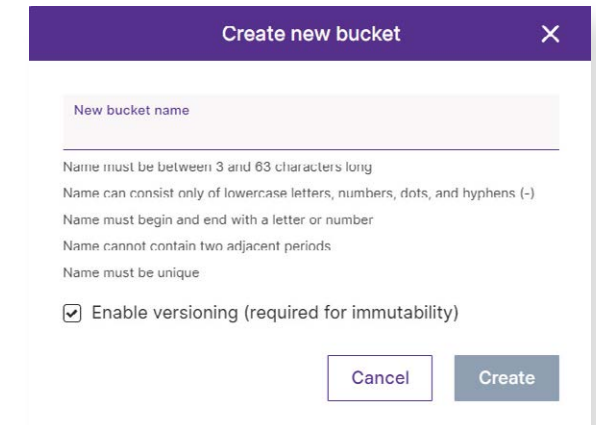 Create new bucket
New bucket name
Name must be between 3 and 63 characters long
Name can consist only of lowercase letters, numbers, dots, and hyphens (-)
Name must begin and end with a letter or number
Name cannot contain two adjacent periods
Name must be unique
Enable versioning (required for immutability)
Cancel Create